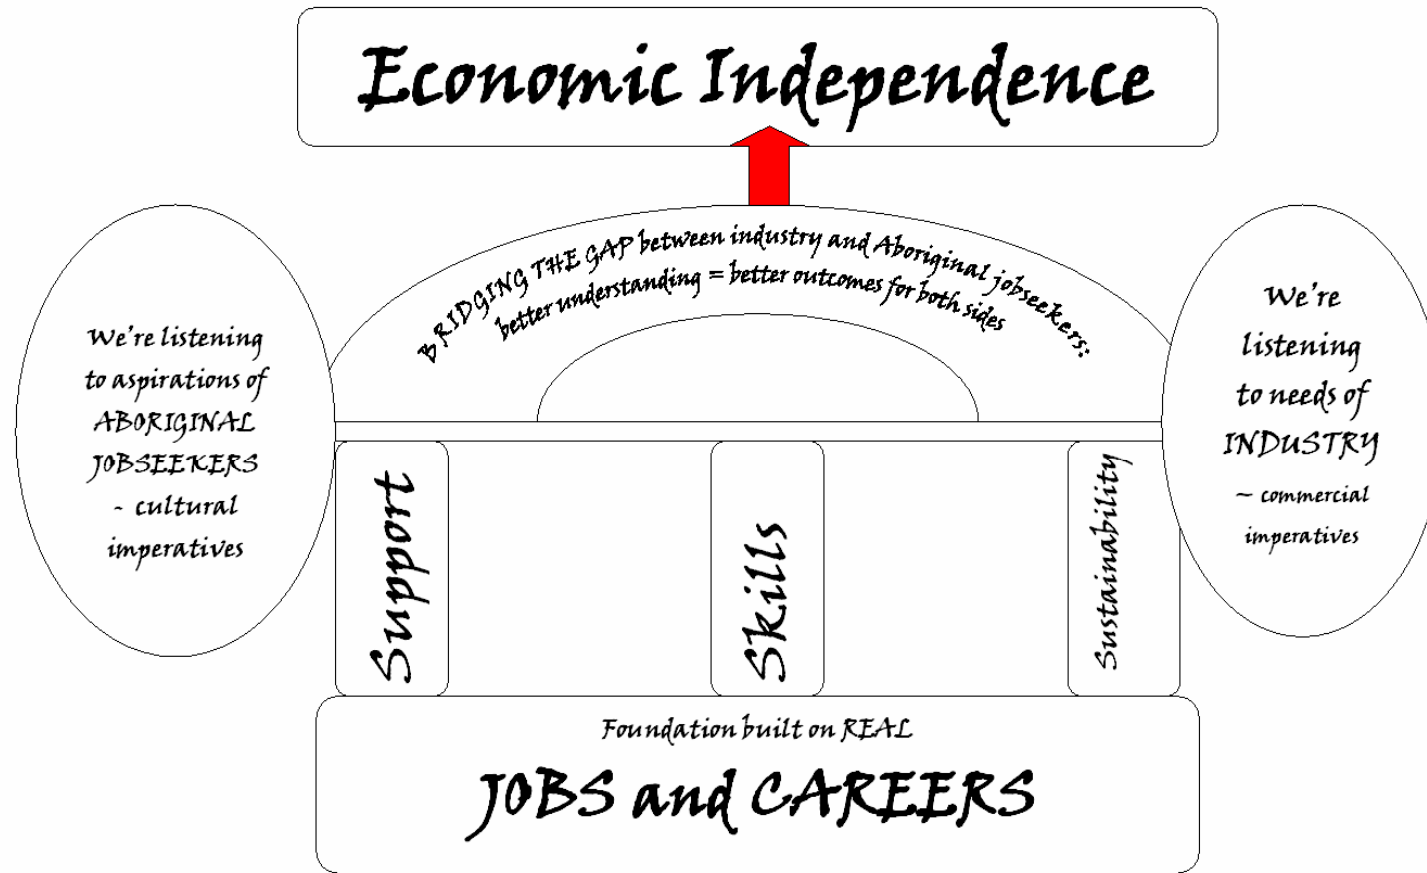 Economic Independence
BRIDGING THE GAP between industry and Aboriginal jobseekers:
better understanding = better outcomes for both sides
We're listening
to aspirations of
ABORIGINAL
JOBSEEKERS
- cultural
imperatives
We're
listening
to needs of
INDUSTRY
– commercial
imperatives
Support
Skills
Sustainability
Foundation built on REAL
JOBS and CAREERS